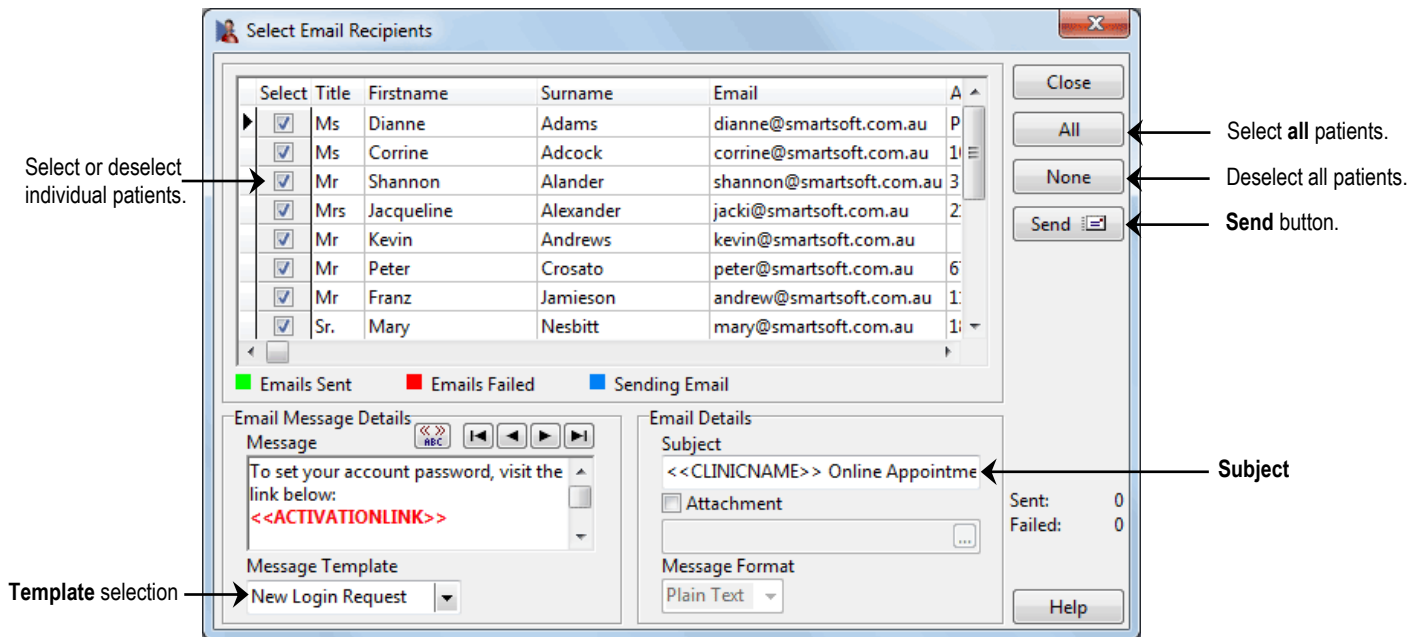 Select Email Recipients
Select Title Firstname Surname Email A
Ms Dianne Adams dianne@smartsoft.com.au P
Ms Corrine Adcock corrine@smartsoft.com.au
Mr Shannon Alander shannon@smartsoft.com.au 3
Mrs Jacqueline Alexander jacki@smartsoft.com.au 2
Mr Kevin Andrews kevin@smartsoft.com.au
Mr Peter Crosato peter@smartsoft.com.au 6
Mr Franz Jamieson andrew@smartsoft.com.au 1
Sr. Mary Nesbitt mary@smartsoft.com.au
Close
All
None
Send
Select all patients.
Deselect all patients.
Send button.
Select or deselect
individual patients.
Emails Sent Emails Failed Sending Email
Email Message Details
Message
ABC
To set your account password, visit the
link below:
<<ACTIVATIONLINK>>
Message Template
New Login Request
Template selection
Email Details
Subject
<<CLINICNAME>> Online Appointme
Subject
Attachment
...
Message Format
Plain Text
Sent: 0
Failed: 0
Help